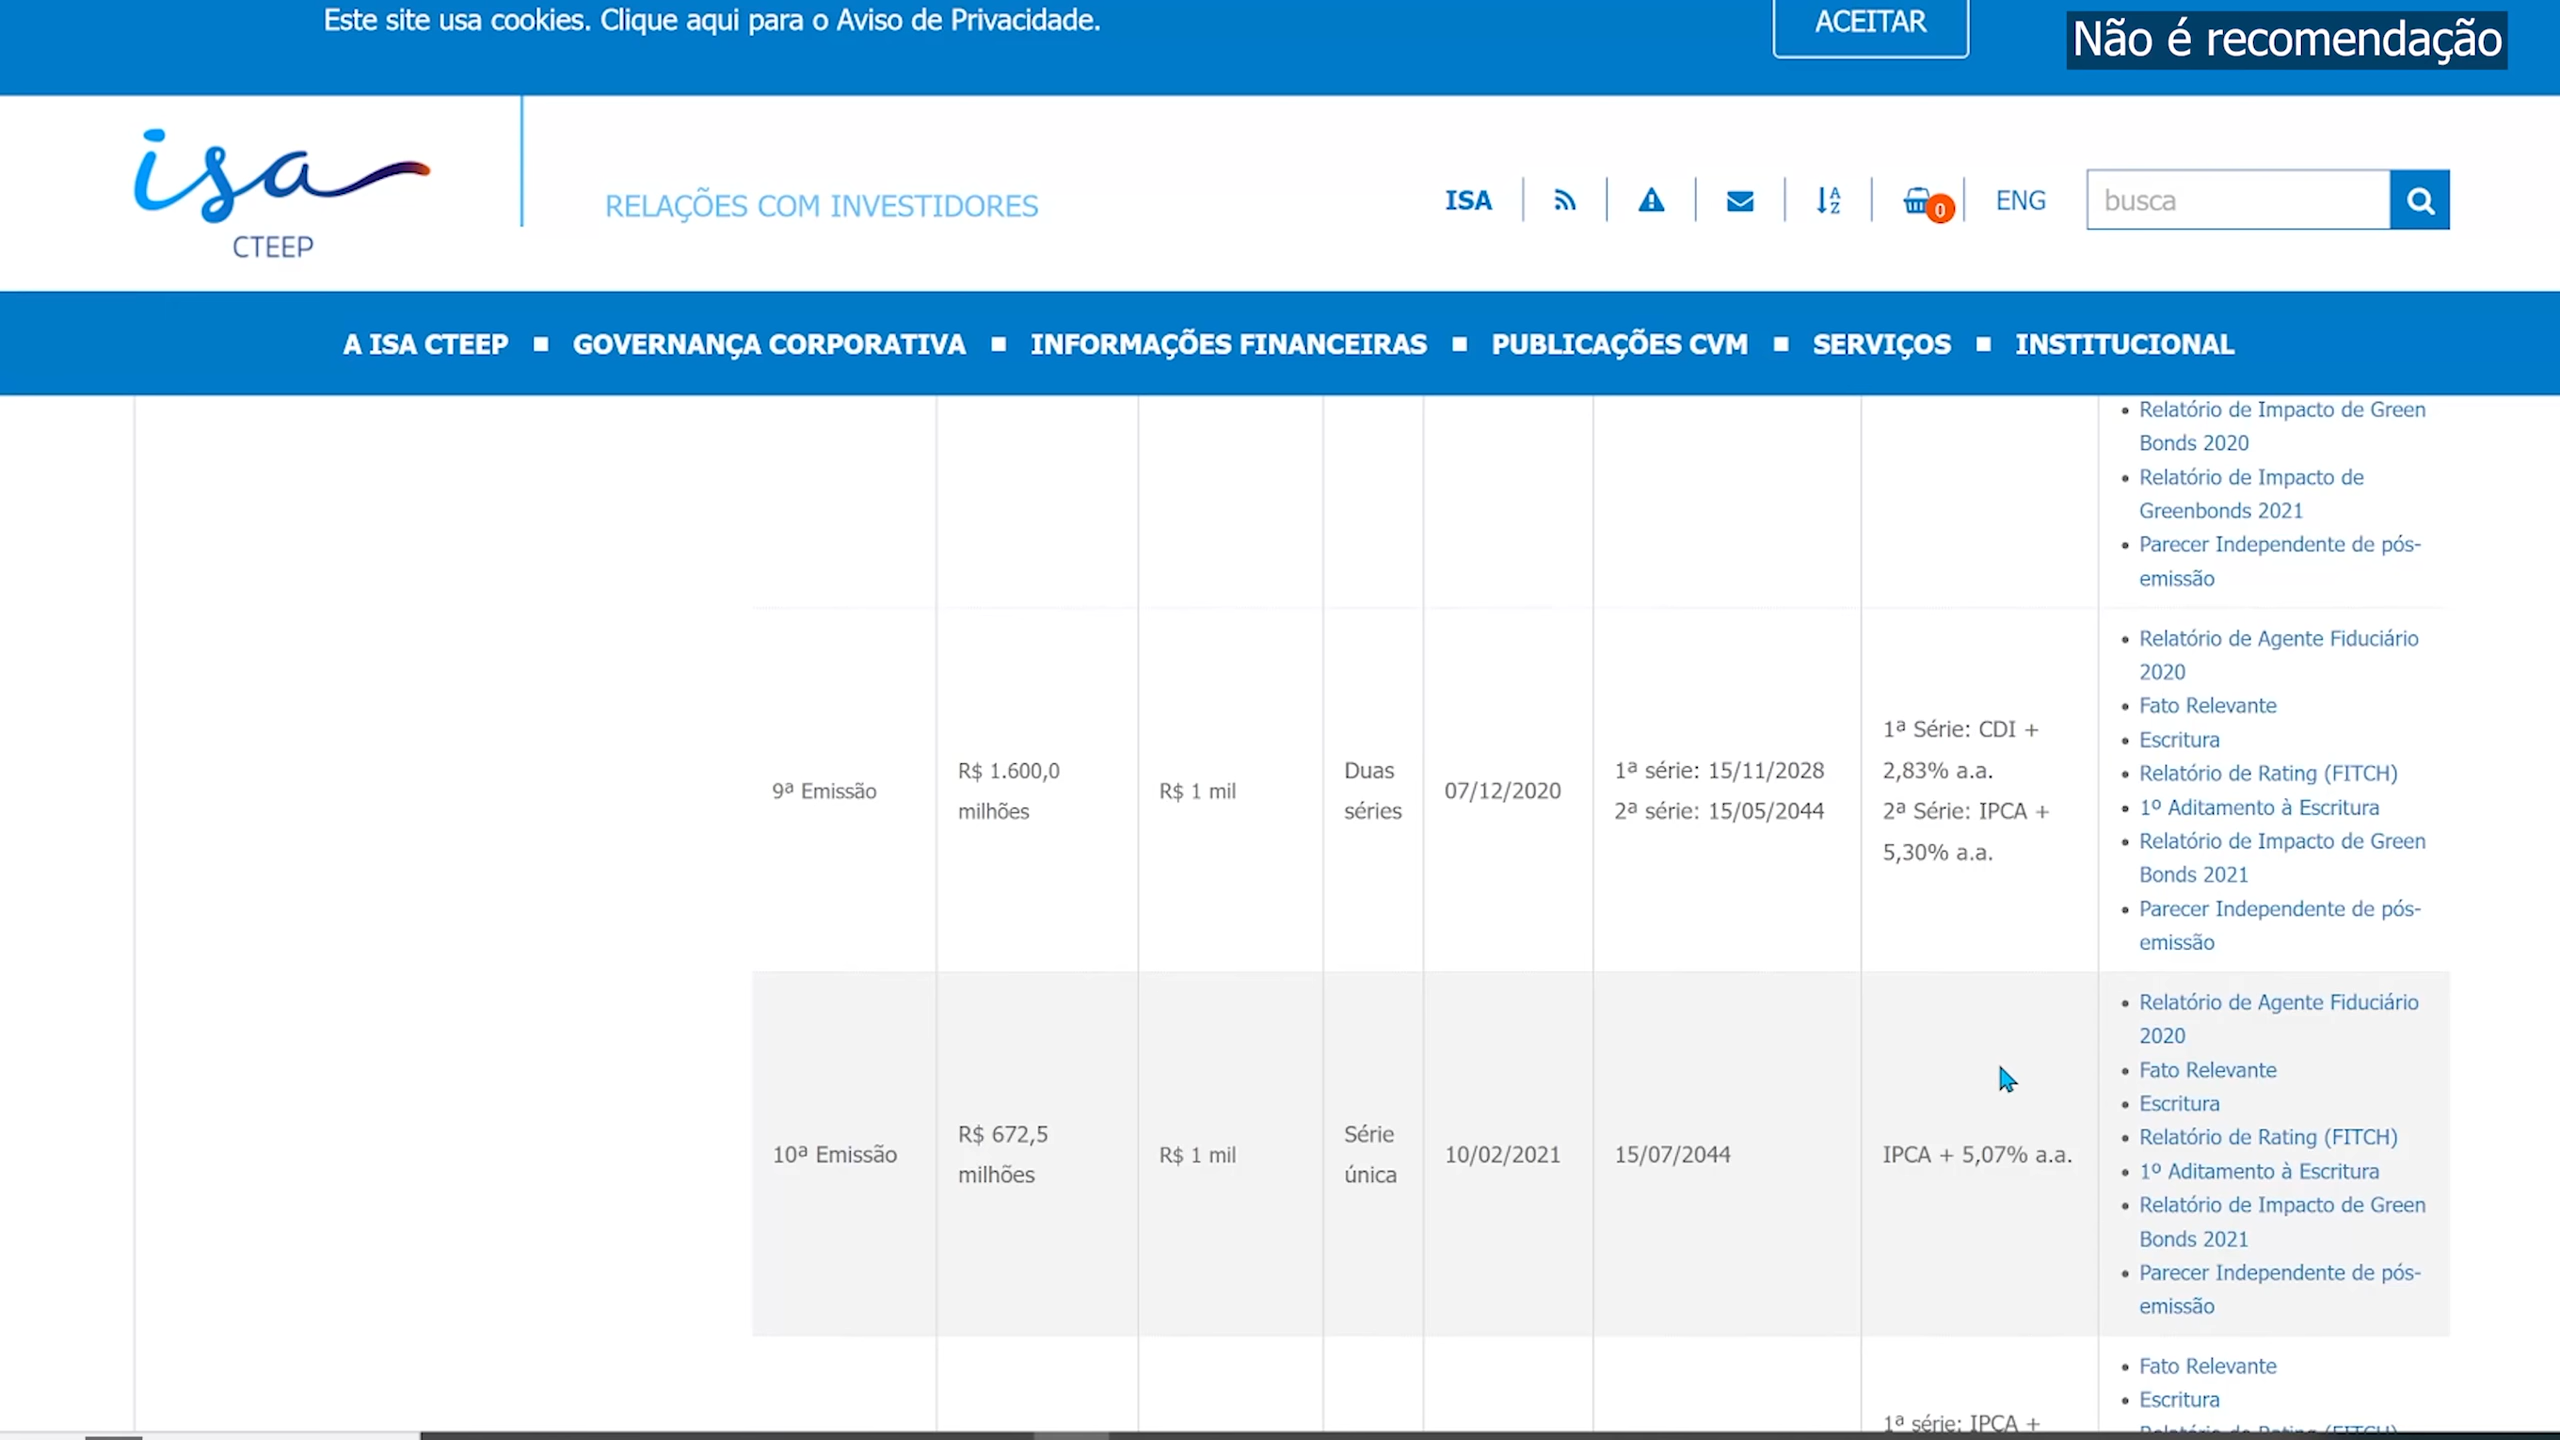 Este site usa cookies. Clique aqui para o Aviso de Privacidade.
ACEITAR
Não é recomendação
isa
CTEEP
RELAÇÕES COM INVESTIDORES
ISA
0
ENG
busca
A ISA CTEEP
GOVERNANÇA CORPORATIVA
INFORMAÇÕES FINANCEIRAS
PUBLICAÇÕES CVM
SERVIÇOS
INSTITUCIONAL
Relatório de Impacto de Green
Bonds 2020
Relatório de Impacto de
Greenbonds 2021
Parecer Independente de pós-
emissão
9ª Emissão
R$ 1.600,0
milhões
R$ 1 mil
Duas
séries
07/12/2020
1ª série: 15/11/2028
2ª série: 15/05/2044
1ª Série: CDI +
2,83% a.a.
2ª Série: IPCA +
5,30% a.a.
Relatório de Agente Fiduciário
2020
Fato Relevante
Escritura
Relatório de Rating (FITCH)
1º Aditamento à Escritura
Relatório de Impacto de Green
Bonds 2021
Parecer Independente de pós-
emissão
10ª Emissão
R$ 672,5
milhões
R$ 1 mil
Série
única
10/02/2021
15/07/2044
IPCA + 5,07% a.a.
Relatório de Agente Fiduciário
2020
Fato Relevante
Escritura
Relatório de Rating (FITCH)
1º Aditamento à Escritura
Relatório de Impacto de Green
Bonds 2021
Parecer Independente de pós-
emissão
1ª série: IPCA +
Fato Relevante
Escritura
Relatório de Rating (FITCH)